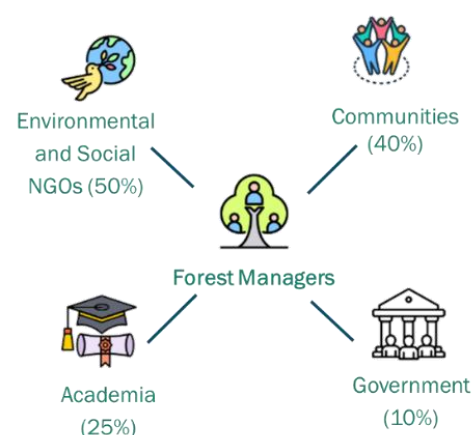 Environmental
and Social
NGOs (50%)
Communities
(40%)
Forest Managers
Academia
(25%)
Government
(10%)